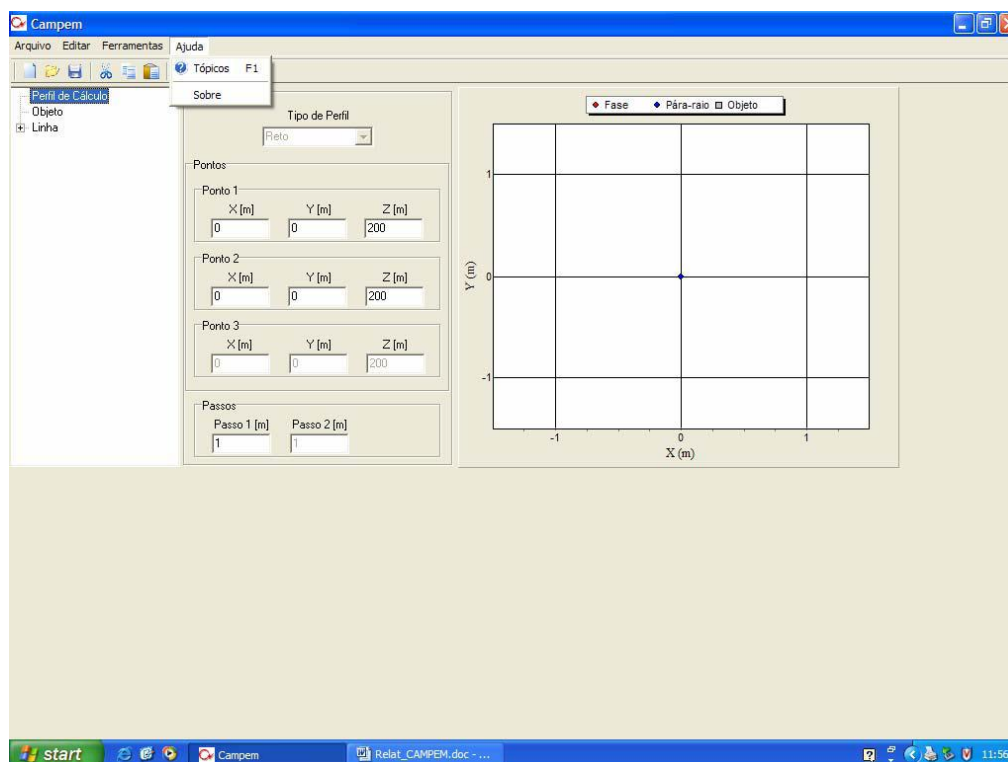 Campem
Arquivo Editar Ferramentas Ajuda
Tópicos F1
Sobre
Perfil de Cálculo
Objeto
Linha
Tipo de Perfil
Reto
Pontos
Ponto 1
X [m] Y [m] Z [m]
0 0 200
Ponto 2
X [m] Y [m] Z [m]
0 0 200
Ponto 3
X [m] Y [m] Z [m]
0 0 200
Passos
Passo 1 [m] Passo 2 [m]
1 1
Fase Pára-raio Objeto
1
0
-1
Y (m)
-1 0 1
X (m)
start Campem Relat_CAMPEM.doc - ... 11:56